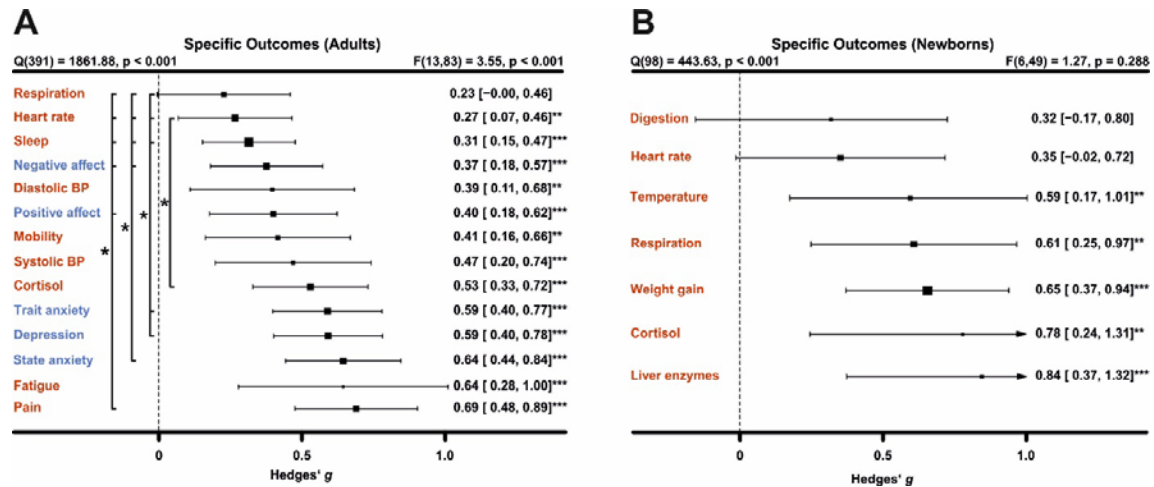 A
Specific Outcomes (Adults)
Q(391) = 1861.88, p < 0.001 F(13,83) = 3.55, p < 0.001
Respiration 0.23 [−0.00, 0.46]
Heart rate 0.27 [ 0.07, 0.46]**
Sleep 0.31 [ 0.15, 0.47]***
Negative affect 0.37 [ 0.18, 0.57]***
Diastolic BP 0.39 [ 0.11, 0.68]**
Positive affect 0.40 [ 0.18, 0.62]***
Mobility 0.41 [ 0.16, 0.66]**
Systolic BP 0.47 [ 0.20, 0.74]***
Cortisol 0.53 [ 0.33, 0.72]***
Trait anxiety 0.59 [ 0.40, 0.77]***
Depression 0.59 [ 0.40, 0.78]***
State anxiety 0.64 [ 0.44, 0.84]***
Fatigue 0.64 [ 0.28, 1.00]***
Pain 0.69 [ 0.48, 0.89]***
* * * *
0 0.5 1.0
Hedges' g
B
Specific Outcomes (Newborns)
Q(98) = 443.63, p < 0.001 F(6,49) = 1.27, p = 0.288
Digestion 0.32 [−0.17, 0.80]
Heart rate 0.35 [−0.02, 0.72]
Temperature 0.59 [ 0.17, 1.01]**
Respiration 0.61 [ 0.25, 0.97]**
Weight gain 0.65 [ 0.37, 0.94]***
Cortisol 0.78 [ 0.24, 1.31]**
Liver enzymes 0.84 [ 0.37, 1.32]***
0 0.5 1.0
Hedges' g